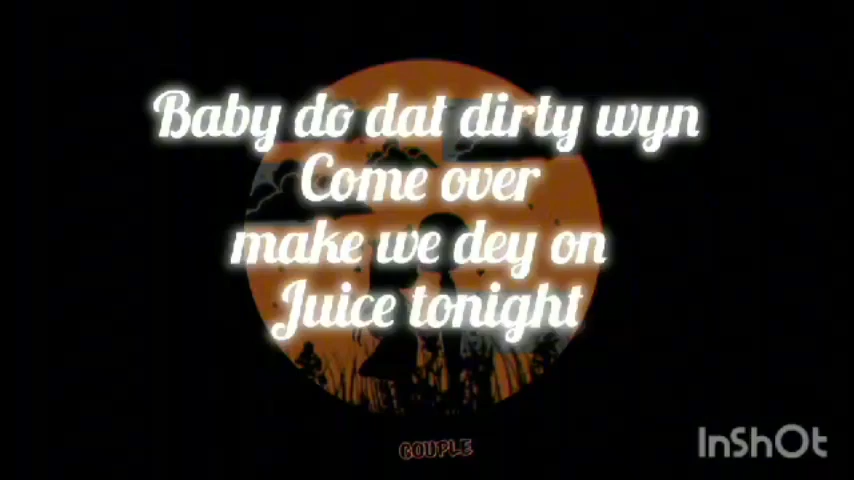 Baby do dat dirty wyn
Come over
make we dey on
Juice tonight
COUPLE
InShOt